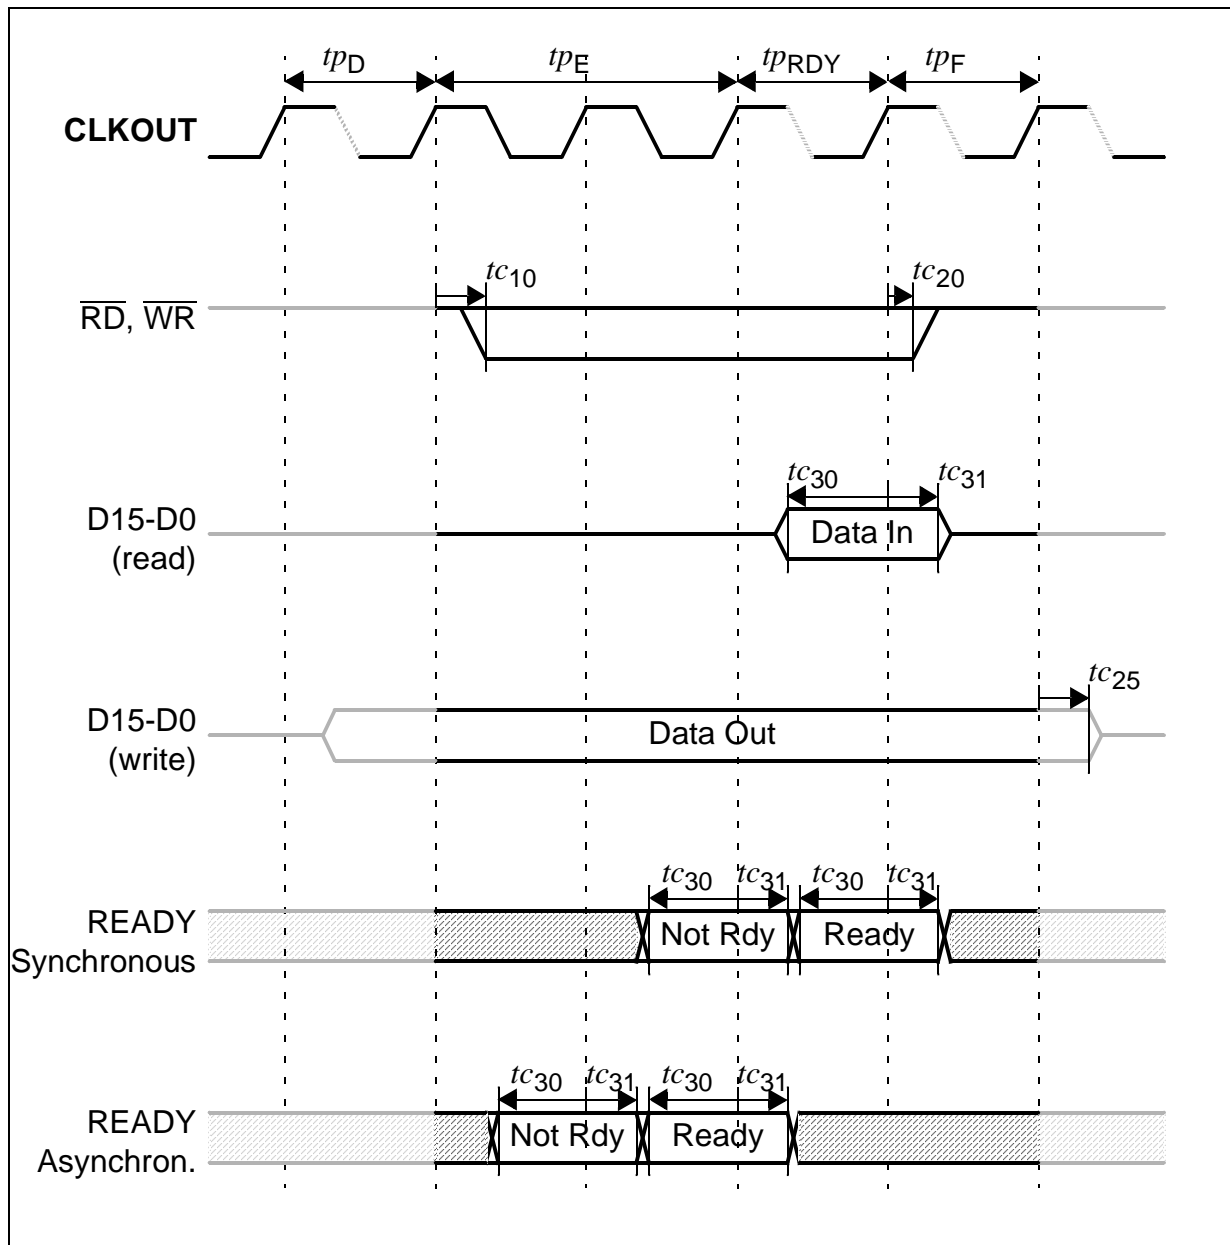 tpD tpE tpRDY tpF
CLKOUT
tc10 tc20
RD, WR
tc30 tc31
D15-D0
(read)
Data In
tc25
D15-D0
(write)
Data Out
tc30 tc31 tc30 tc31
READY
Synchronous
Not Rdy Ready
tc30 tc31 tc30 tc31
READY
Asynchron.
Not Rdy Ready